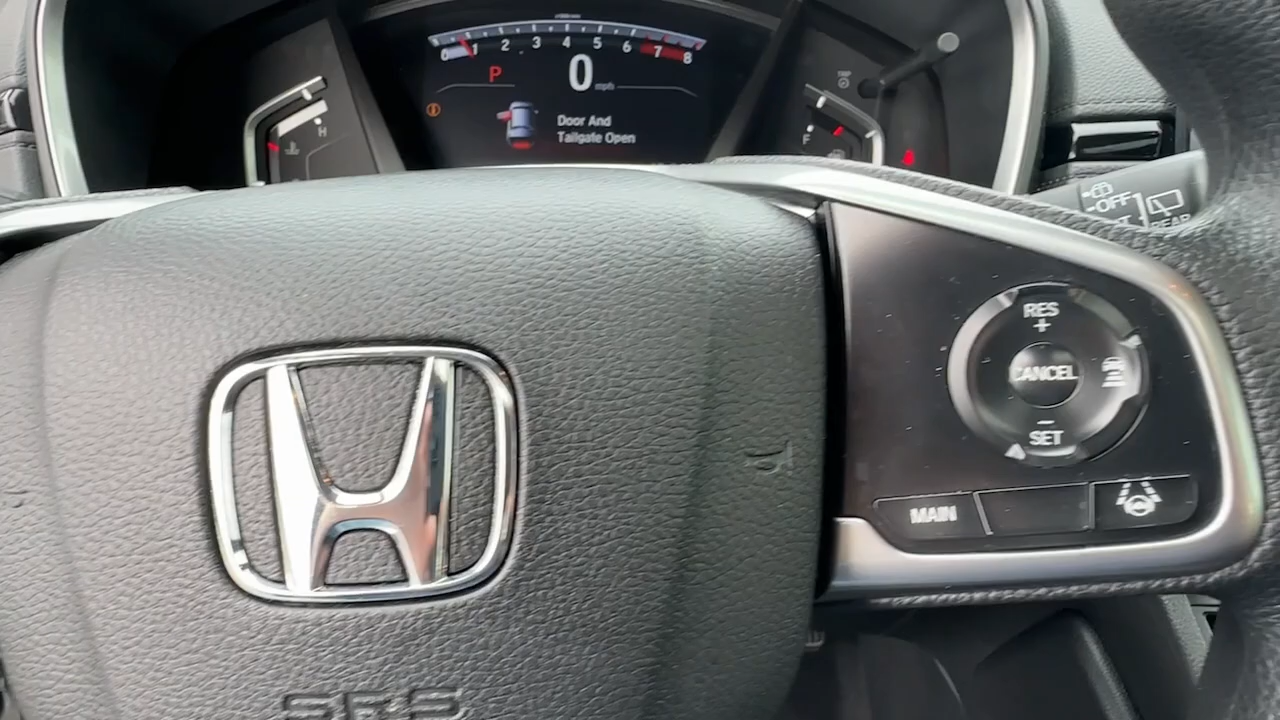 0 1 2 3 4 5 6 7 8
P
0 mph
H
F
Door And
Tailgate Open
OFF
REAR
RES
+
CANCEL
-
SET
MAIN
SRS